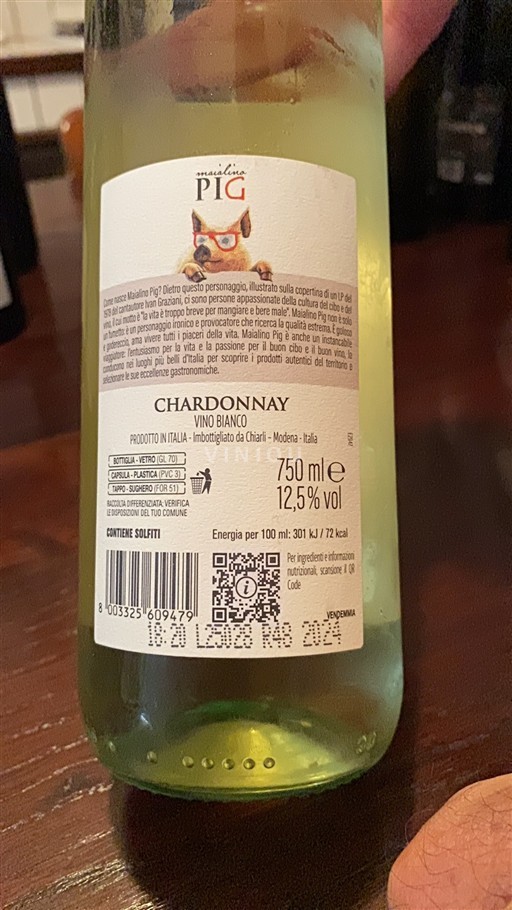 maialino
PIG
Come nasce Maialino Pig? Dietro questo personaggio, illustrato sulla copertina di un LP del
1978 del cantautore Ivan Graziani, ci sono persone appassionate della cultura del cibo e del
vino, il cui motto è "la vita è troppo breve per mangiare e bere male". Maialino Pig non è solo
un fumetto: è un personaggio ironico e provocatore che ricerca la qualità estrema. È goloso
e godereccio, ama vivere tutti i piaceri della vita. Maialino Pig è anche un instancabile
viaggiatore: l'entusiasmo per la vita e la passione per il buon cibo e il buon vino, lo
conducono nei luoghi più belli d'Italia per scoprire i prodotti autentici del territorio e
selezionare le sue eccellenze gastronomiche.
CHARDONNAY
VINO BIANCO
PRODOTTO IN ITALIA - Imbottigliato da Chiarli - Modena - Italia
VINIOU
BOTTIGLIA - VETRO (GL 70)
CAPSULA - PLASTICA (PVC 3)
TAPPO - SUGHERO (FOR 51)
750 ml e
12,5% vol
RACCOLTA DIFFERENZIATA. VERIFICA
LE DISPOSIZIONI DEL TUO COMUNE
CONTIENE SOLFITI
Energia per 100 ml: 301 kJ / 72 kcal
Per ingredienti e informazioni
nutrizionali, scansione il QR
Code
8 003325 609479
VENDEMMIA
18:20 L25028 R48 2024